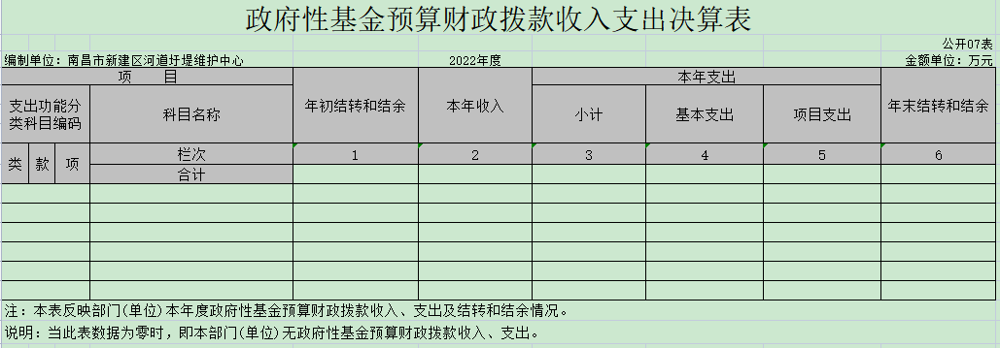 政府性基金预算财政拨款收入支出决算表
公开07表
编制单位：南昌市新建区河道圩堤维护中心 2022年度 金额单位：万元
项 目 年初结转和结余 本年收入 本年支出 年末结转和结余
支出功能分类科目编码 科目名称 小计 基本支出 项目支出
类 款 项 栏次 1 2 3 4 5 6
合计
注：本表反映部门(单位)本年度政府性基金预算财政拨款收入、支出及结转和结余情况。
说明：当此表数据为零时，即本部门(单位)无政府性基金预算财政拨款收入、支出。